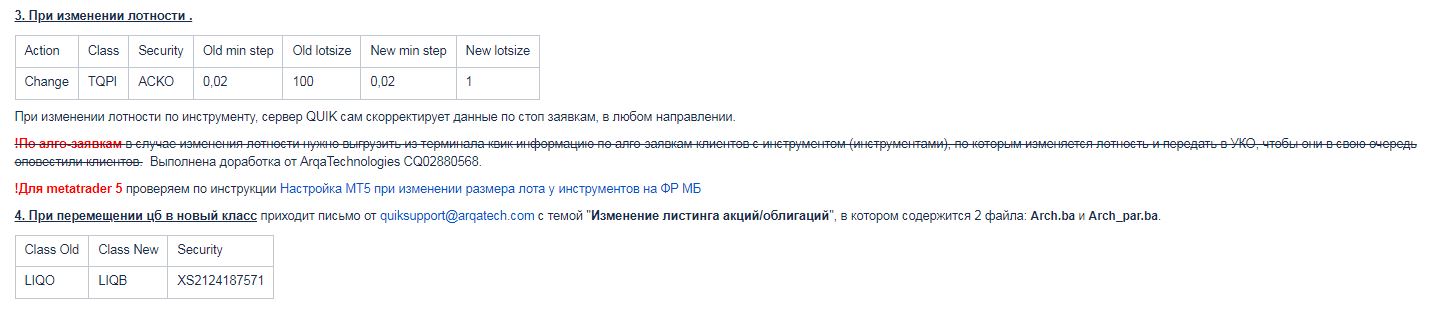 3. При изменении лотности .
Action Class Security Old min step Old lotsize New min step New lotsize
Change TQPI ACKO 0,02 100 0,02 1
При изменении лотности по инструменту, сервер QUIK сам скорректирует данные по стоп заявкам, в любом направлении.
!По алго-заявкам в случае изменения лотности нужно выгрузить из терминала квик информацию по алго-заявкам клиентов с инструментом (инструментами), по которым изменяется лотность и передать в УКО, чтобы они в свою очередь
оповестили клиентов. Выполнена доработка от ArqaTechnologies CQ02880568.
!Для metatrader 5 проверяем по инструкции Настройка МТ5 при изменении размера лота у инструментов на ФР МБ
4. При перемещении цб в новый класс приходит письмо от quiksupport@arqatech.com с темой "Изменение листинга акций/облигаций", в котором содержится 2 файла: Arch.ba и Arch_par.ba.
Class Old Class New Security
LIQO LIQB XS2124187571